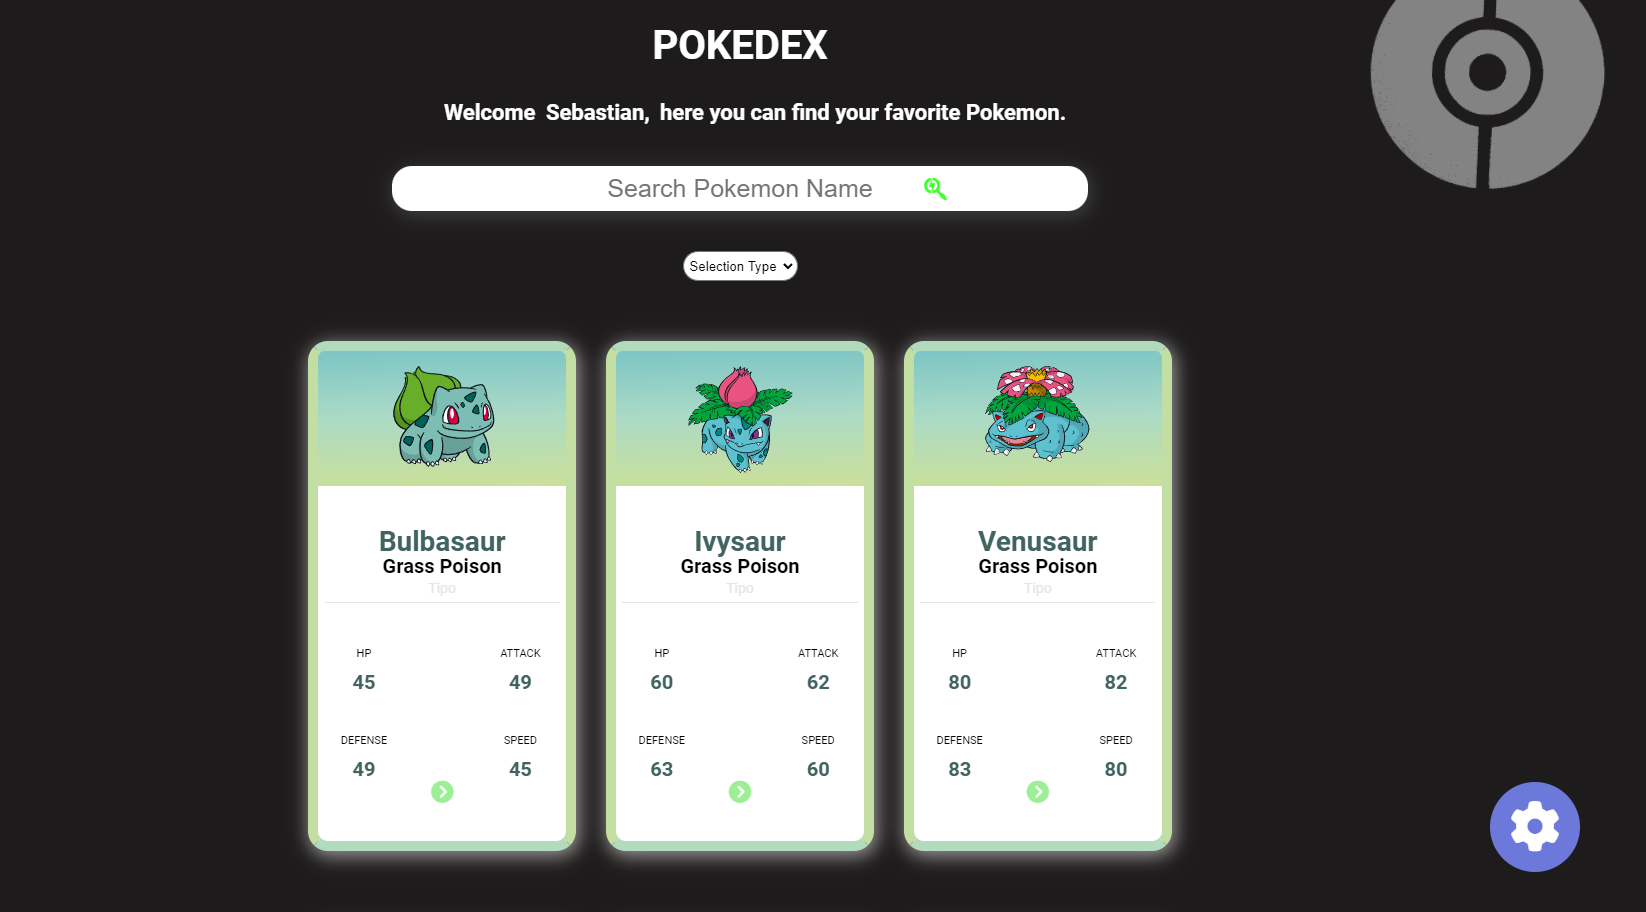 POKEDEX
Welcome Sebastian, here you can find your favorite Pokemon.
Search Pokemon Name
Selection Type
Bulbasaur
Grass Poison
Tipo
HP
ATTACK
45
49
DEFENSE
SPEED
49
45
Ivysaur
Grass Poison
Tipo
HP
ATTACK
60
62
DEFENSE
SPEED
63
60
Venusaur
Grass Poison
Tipo
HP
ATTACK
80
82
DEFENSE
SPEED
83
80